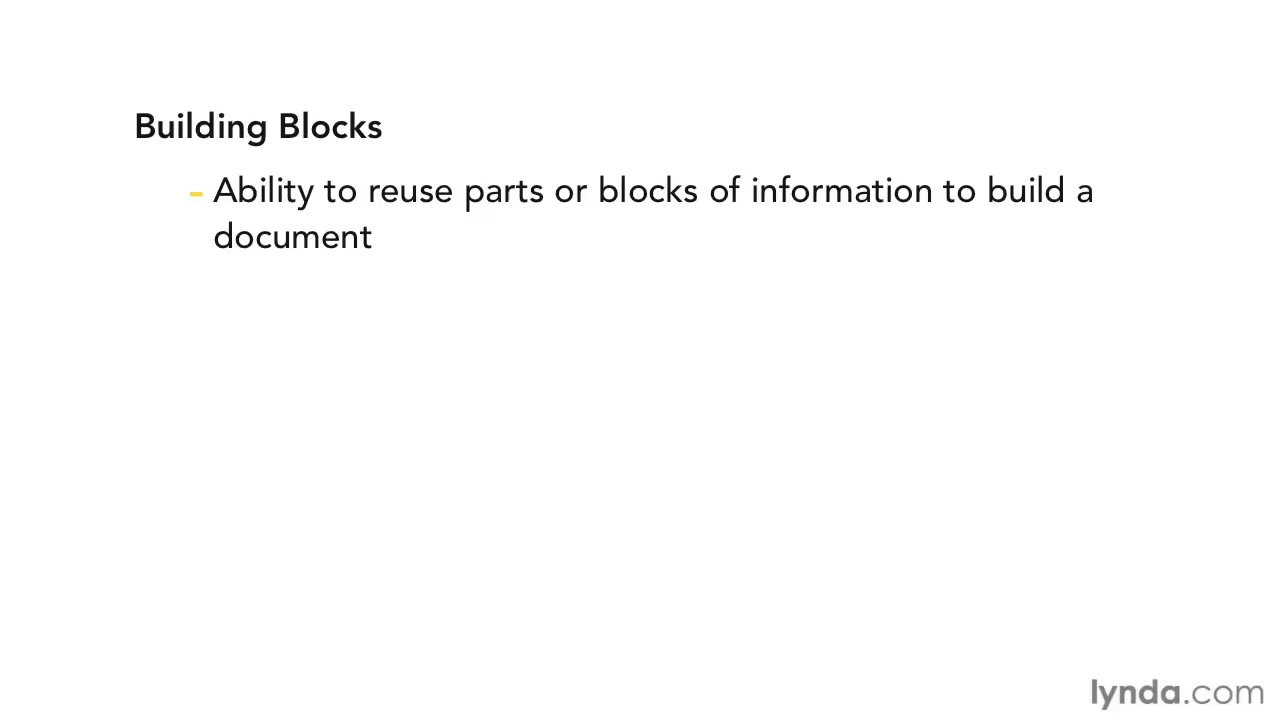 Building Blocks
- Ability to reuse parts or blocks of information to build a
document
lynda.com